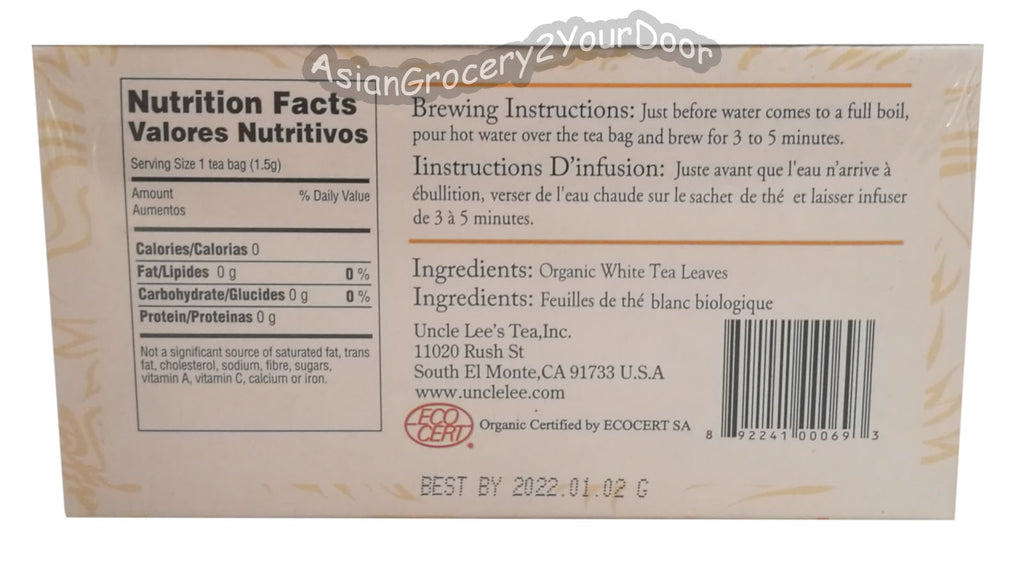 AsianGrocery2YourDoor
Nutrition Facts
Valores Nutritivos
Serving Size 1 tea bag (1.5g)
Amount % Daily Value
Aumentos
Calories/Calorias 0
Fat/Lipides 0 g 0 %
Carbohydrate/Glucides 0 g 0 %
Protein/Proteinas 0 g
Not a significant source of saturated fat, trans
fat, cholesterol, sodium, fibre, sugars,
vitamin A, vitamin C, calcium or iron.
Brewing Instructions: Just before water comes to a full boil,
pour hot water over the tea bag and brew for 3 to 5 minutes.
Iinstructions D'infusion: Juste avant que l'eau n'arrive à
ébullition, verser de l'eau chaude sur le sachet de thé et laisser infuser
de 3 à 5 minutes.
Ingredients: Organic White Tea Leaves
Ingredients: Feuilles de thé blanc biologique
Uncle Lee's Tea,Inc.
11020 Rush St
South El Monte,CA 91733 U.S.A
www.unclelee.com
ECO
CERT
Organic Certified by ECOCERT SA
8 92241 00069 3
BEST BY 2022.01.02 G